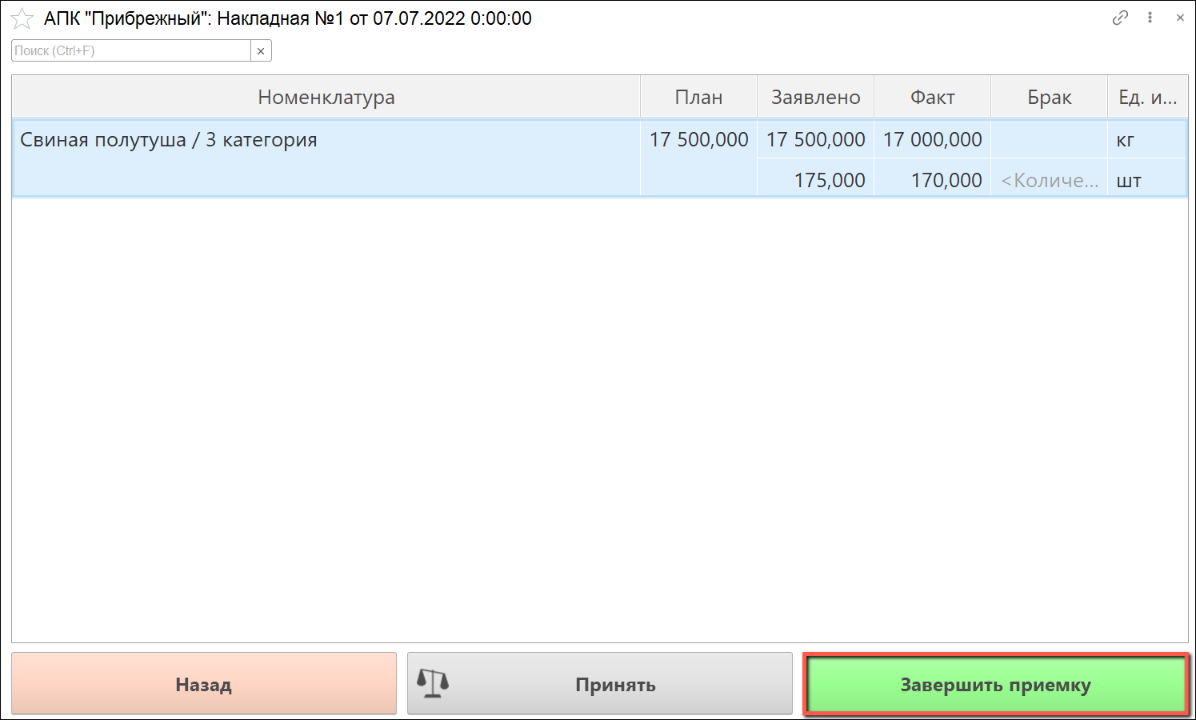 АПК "Прибрежный": Накладная №1 от 07.07.2022 0:00:00
Поиск (Ctrl+F)
Номенклатура План Заявлено Факт Брак Ед. и...
Свиная полутуша / 3 категория 17 500,000 17 500,000 17 000,000 кг
175,000 170,000 <Количе... шт
Назад Принять Завершить приемку